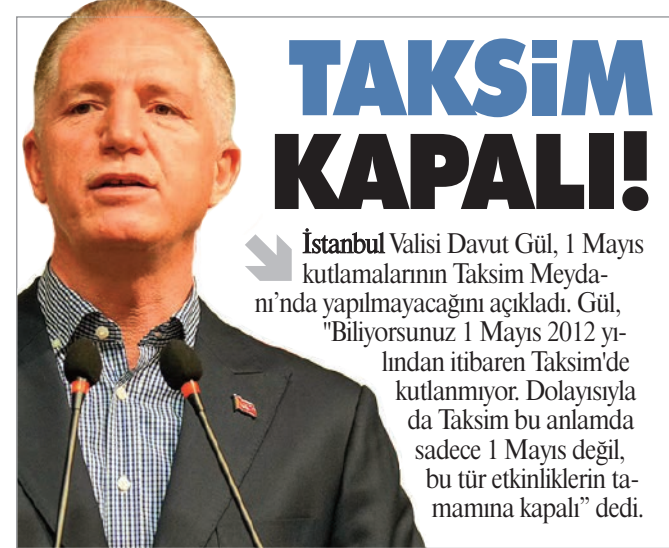 TAKSİM
KAPALI!
İstanbul Valisi Davut Gül, 1 Mayıs
kutlamalarının Taksim Meyda-
nı’nda yapılmayacağını açıkladı. Gül,
"Biliyorsunuz 1 Mayıs 2012 yı-
lından itibaren Taksim'de
kutlanmıyor. Dolayısıyla
da Taksim bu anlamda
sadece 1 Mayıs değil,
bu tür etkinliklerin ta-
mamına kapalı” dedi.